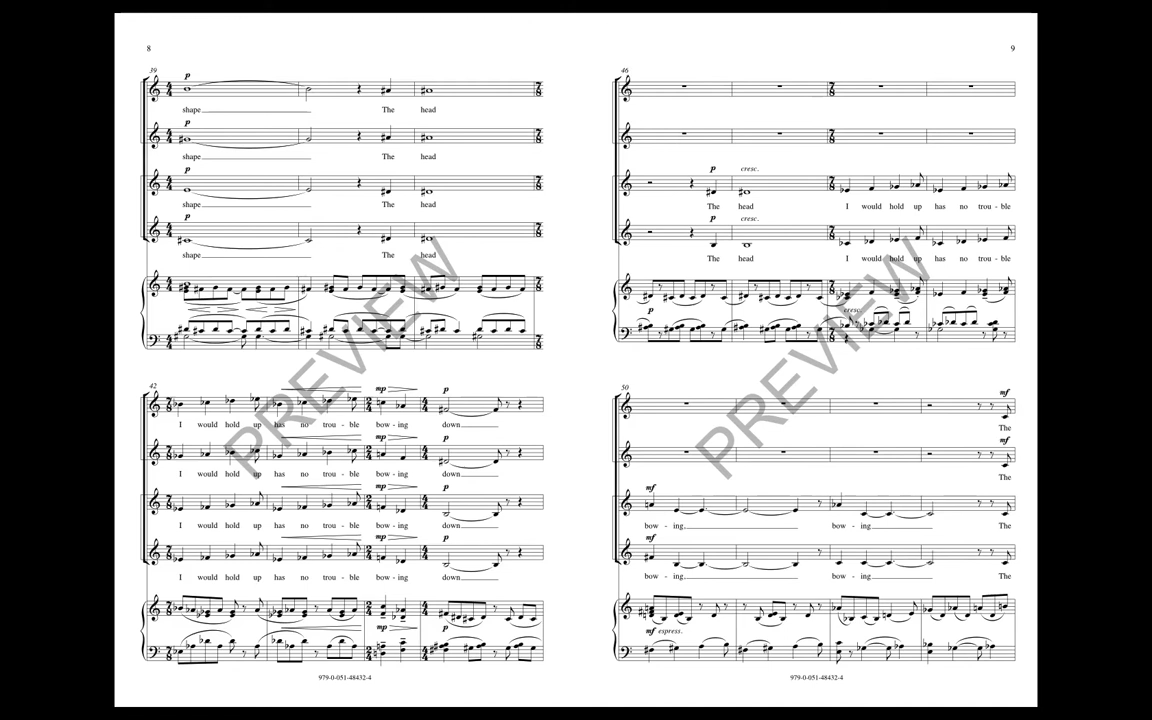 8
39
p
shape
The head
p
shape
The head
p
shape
The head
p
shape
The head
42
mp
p
I would hold up has no trou - ble bow - ing down
mp
p
I would hold up has no trou - ble bow - ing down
mp
p
I would hold up has no trou - ble bow - ing down
mp
p
I would hold up has no trou - ble bow - ing down
mp
p
979-0-051-48432-4
PREVIEW
9
46
p cresc.
The head I would hold up has no trou - ble
p cresc.
The head I would hold up has no trou - ble
p
cresc.
50
mf
The
mf
The
mf
bow - ing bow - ing The
mf
bow - ing bow - ing The
mf express.
979-0-051-48432-4
PREVIEW